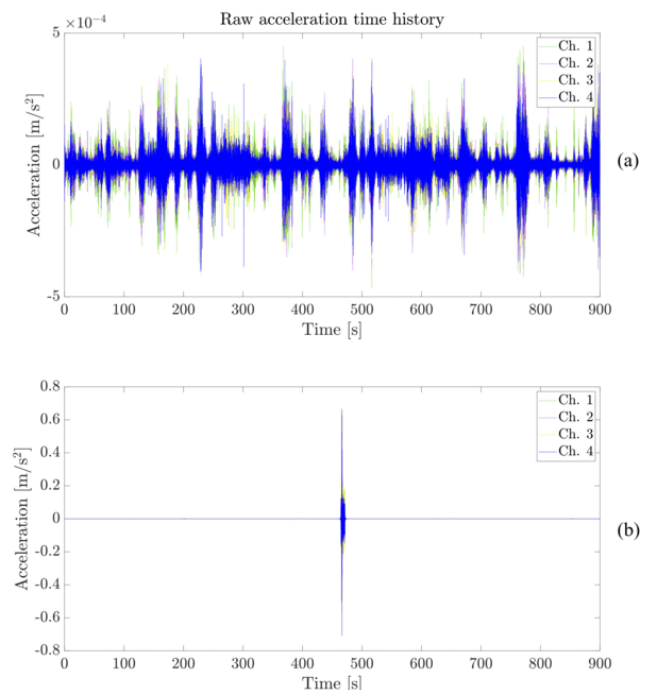 Raw acceleration time history
5 ×10⁻⁴
0
-5
Acceleration [m/s²]
Ch. 1
Ch. 2
Ch. 3
Ch. 4
(a)
0 100 200 300 400 500 600 700 800 900
Time [s]
0.8
0.6
0.4
0.2
0
-0.2
-0.4
-0.6
-0.8
Acceleration [m/s²]
Ch. 1
Ch. 2
Ch. 3
Ch. 4
(b)
0 100 200 300 400 500 600 700 800 900
Time [s]